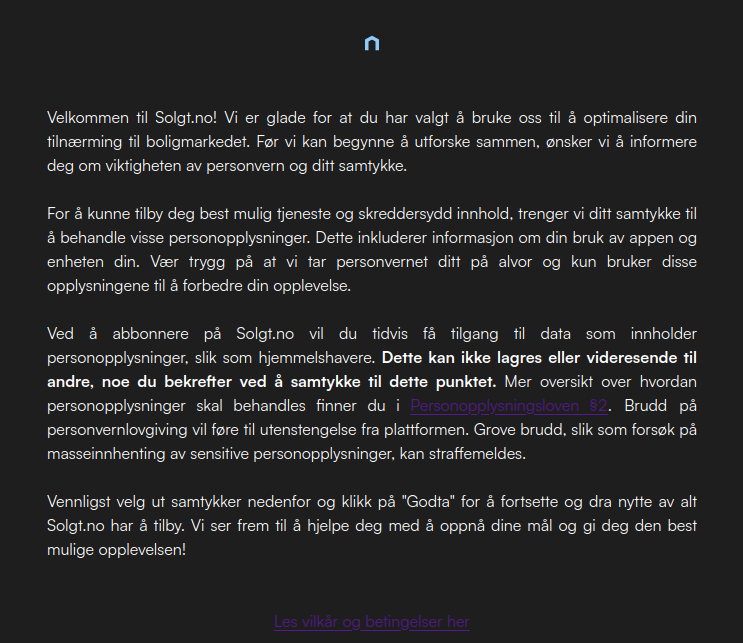 Velkommen til Solgt.no! Vi er glade for at du har valgt å bruke oss til å optimalisere din
tilnærming til boligmarkedet. Før vi kan begynne å utforske sammen, ønsker vi å informere
deg om viktigheten av personvern og ditt samtykke.
For å kunne tilby deg best mulig tjeneste og skreddersydd innhold, trenger vi ditt samtykke til
å behandle visse personopplysninger. Dette inkluderer informasjon om din bruk av appen og
enheten din. Vær trygg på at vi tar personvernet ditt på alvor og kun bruker disse
opplysningene til å forbedre din opplevelse.
Ved å abbonnere på Solgt.no vil du tidvis få tilgang til data som innholder
personopplysninger, slik som hjemmelshavere. Dette kan ikke lagres eller videresende til
andre, noe du bekrefter ved å samtykke til dette punktet. Mer oversikt over hvordan
personopplysninger skal behandles finner du i Personopplysningsloven §2. Brudd på
personvernlovgiving vil føre til utenstengelse fra plattformen. Grove brudd, slik som forsøk på
masseinnhenting av sensitive personopplysninger, kan straffemeldes.
Vennligst velg ut samtykker nedenfor og klikk på "Godta" for å fortsette og dra nytte av alt
Solgt.no har å tilby. Vi ser frem til å hjelpe deg med å oppnå dine mål og gi deg den best
mulige opplevelsen!
Les vilkår og betingelser her